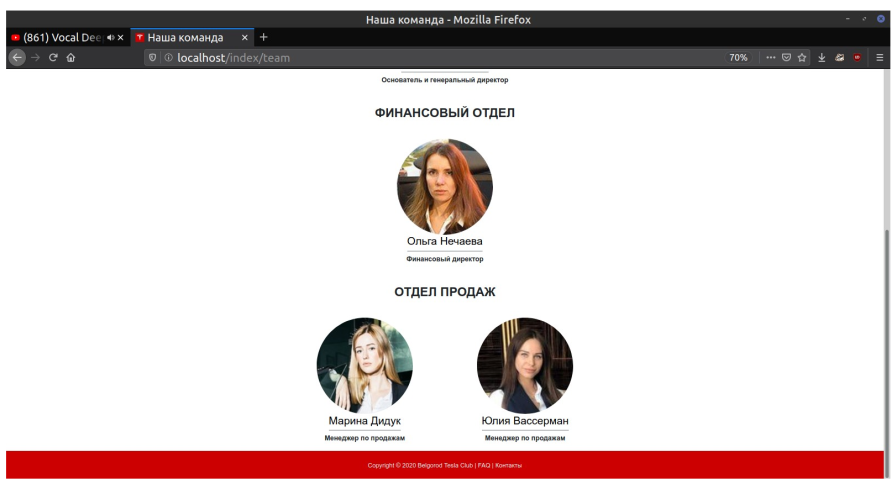 Наша команда - Mozilla Firefox
(861) Vocal Dee
Наша команда
localhost/index/team
70%
Основатель и генеральный директор
ФИНАНСОВЫЙ ОТДЕЛ
Ольга Нечаева
Финансовый директор
ОТДЕЛ ПРОДАЖ
Марина Дидук
Юлия Вассерман
Менеджер по продажам
Менеджер по продажам
Copyright © 2020 Belgorod Tesla Club | FAQ | Контакты